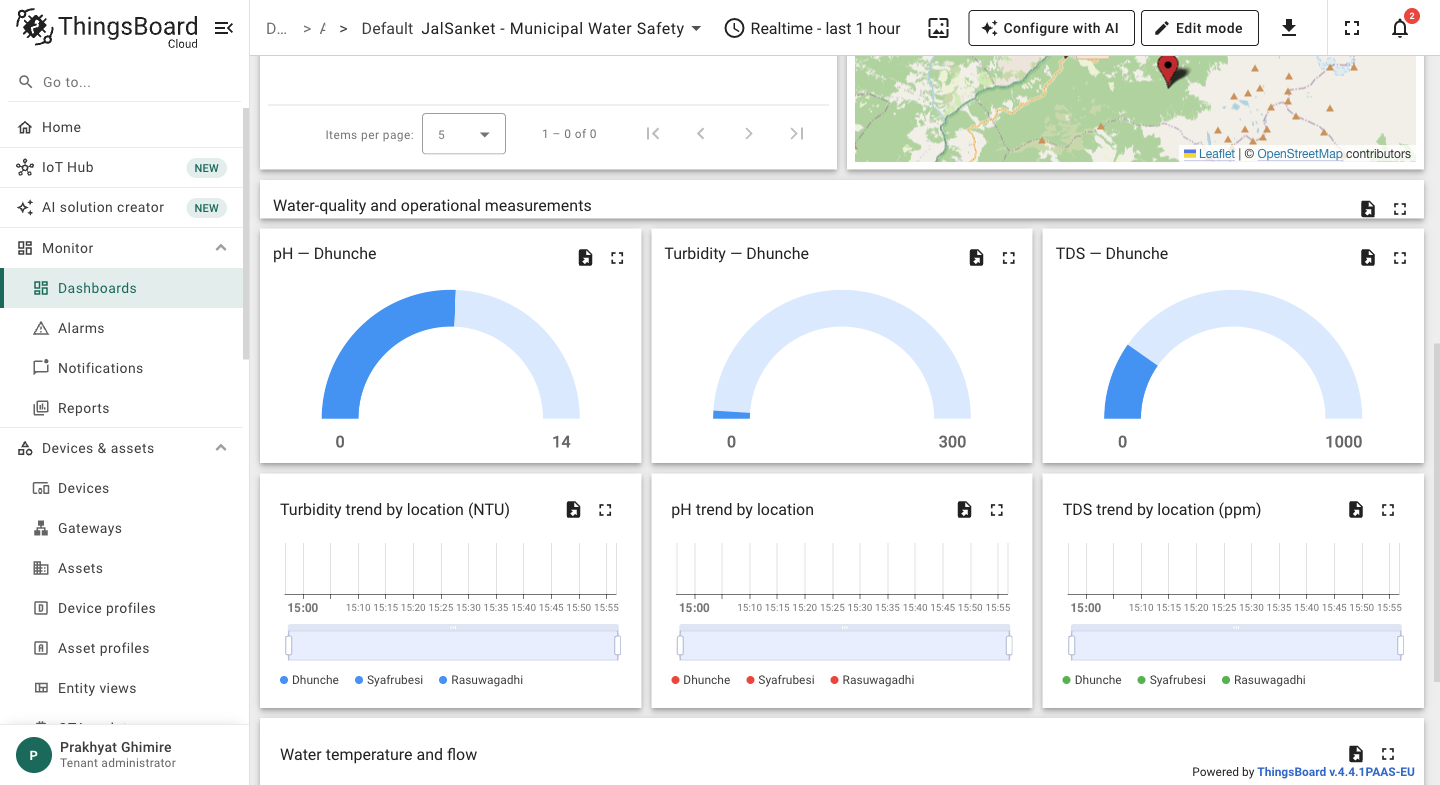 ThingsBoard
Cloud
D... > A > Default JalSanket - Municipal Water Safety
Realtime - last 1 hour
Configure with AI
Edit mode
2
Go to...
Home
IoT Hub NEW
AI solution creator NEW
Monitor
Dashboards
Alarms
Notifications
Reports
Devices & assets
Devices
Gateways
Assets
Device profiles
Asset profiles
Entity views
P
Prakhyat Ghimire
Tenant administrator
Items per page: 5 1 – 0 of 0
Leaflet | © OpenStreetMap contributors
Water-quality and operational measurements
pH — Dhunche
0 14
Turbidity — Dhunche
0 300
TDS — Dhunche
0 1000
Turbidity trend by location (NTU)
15:00 15:10 15:15 15:20 15:25 15:30 15:35 15:40 15:45 15:50 15:55
Dhunche Syafrubesi Rasuwagadhi
pH trend by location
15:00 15:10 15:15 15:20 15:25 15:30 15:35 15:40 15:45 15:50 15:55
Dhunche Syafrubesi Rasuwagadhi
TDS trend by location (ppm)
15:00 15:10 15:15 15:20 15:25 15:30 15:35 15:40 15:45 15:50 15:55
Dhunche Syafrubesi Rasuwagadhi
Water temperature and flow
Powered by ThingsBoard v.4.4.1PAAS-EU